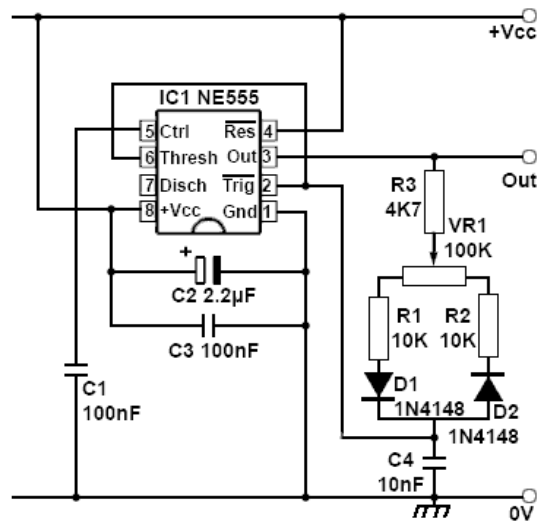 +Vcc
IC1 NE555
5 Ctrl Res 4
6 Thresh Out 3
7 Disch Trig 2
8 +Vcc Gnd 1
Out
R3
4K7
VR1
100K
+
C2 2.2µF
C3 100nF
R1
10K
R2
10K
C1
100nF
D1
1N4148
D2
1N4148
C4
10nF
0V